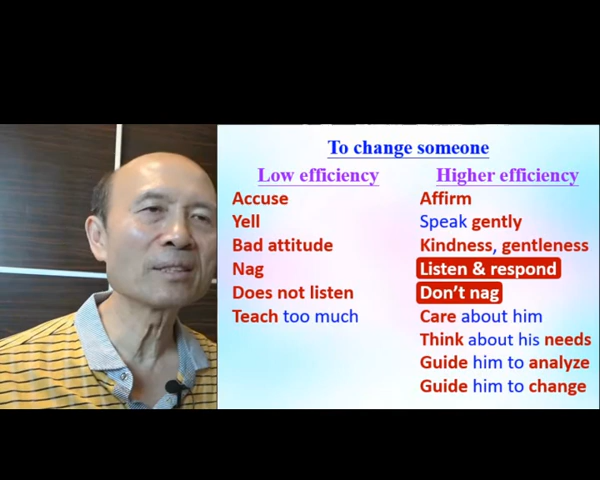 To change someone
Low efficiency
Accuse
Yell
Bad attitude
Nag
Does not listen
Teach too much
Higher efficiency
Affirm
Speak gently
Kindness, gentleness
Listen & respond
Don't nag
Care about him
Think about his needs
Guide him to analyze
Guide him to change